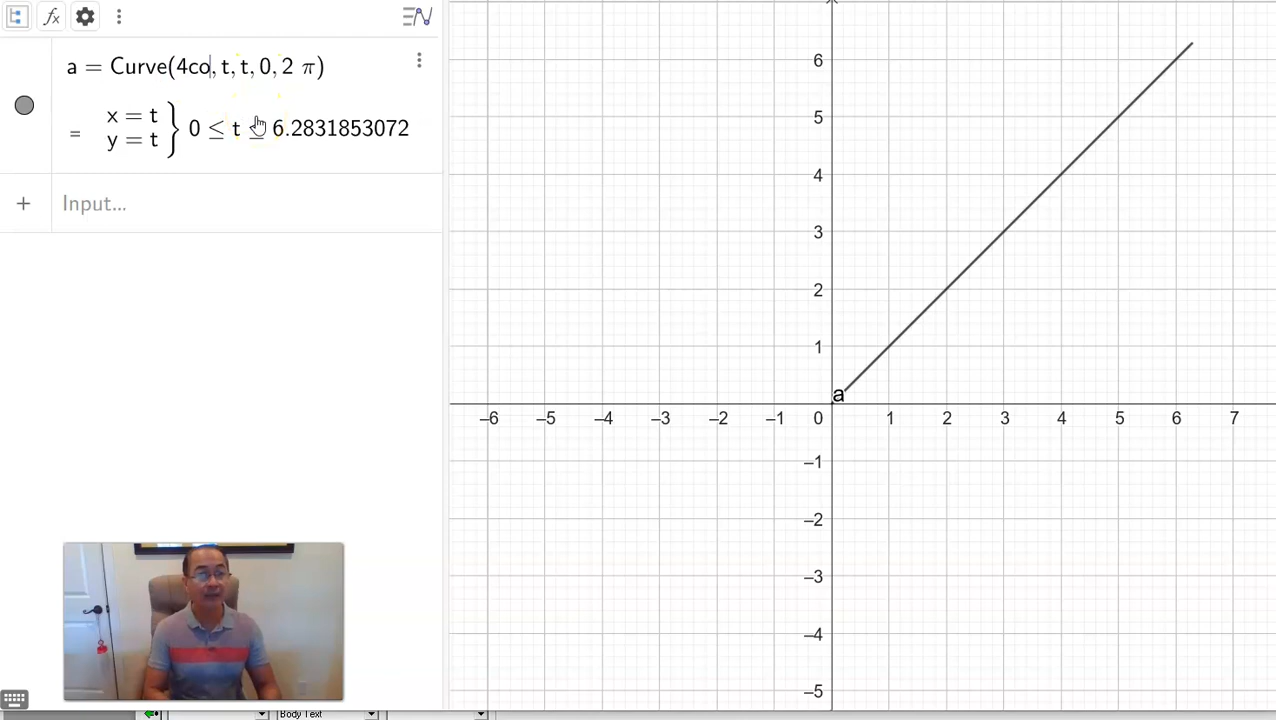 a = Curve(4co, t, t, 0, 2 π)
x = t
y = t
= } 0 ≤ t ≤ 6.2831853072
+ Input...
6
5
4
3
2
1
a
–6 –5 –4 –3 –2 –1 0 1 2 3 4 5 6 7
–1
–2
–3
–4
–5
Body Text